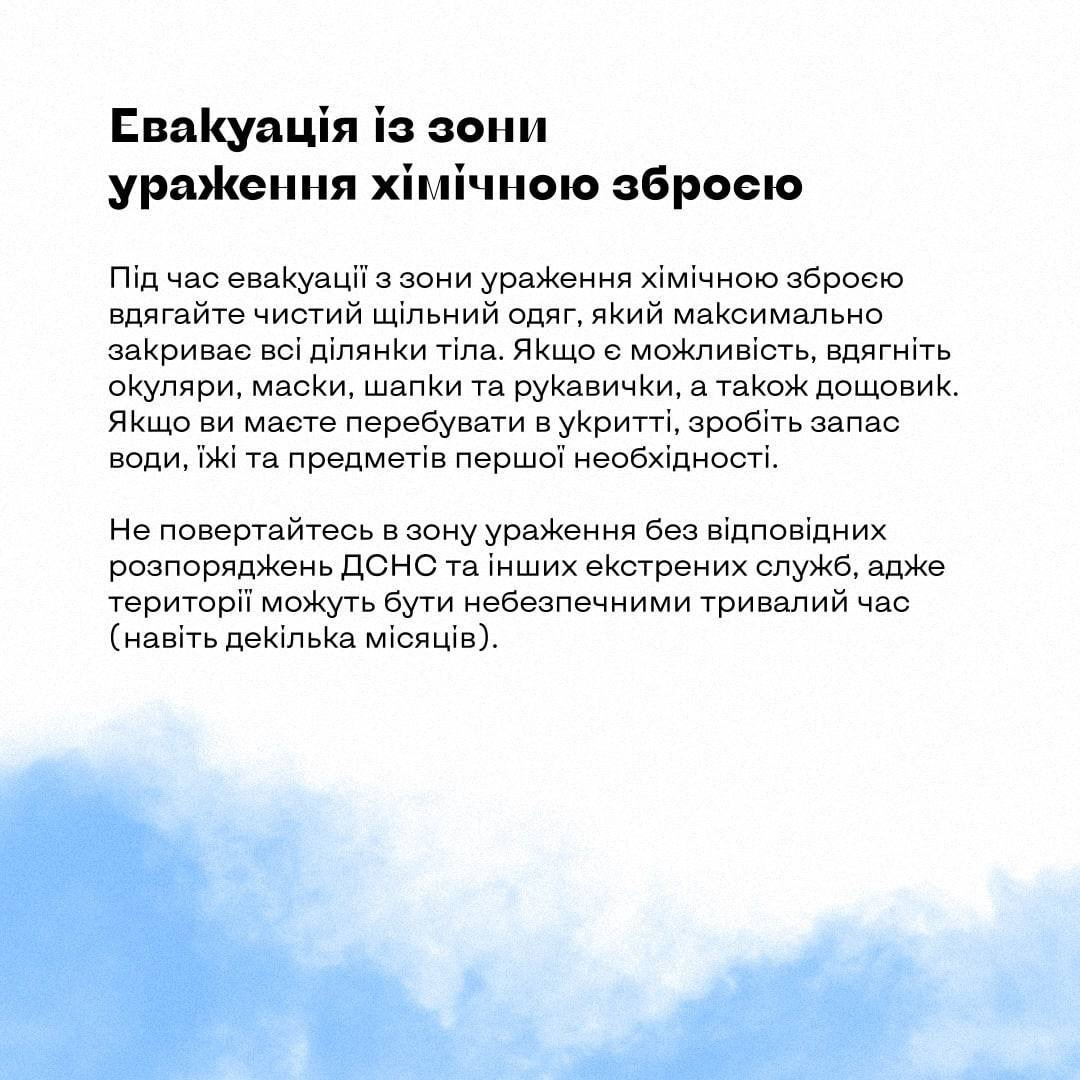 Евакуація із зони
ураження хімічною зброєю
Під час евакуації з зони ураження хімічною зброєю
вдягайте чистий щільний одяг, який максимально
закриває всі ділянки тіла. Якщо є можливість, вдягніть
окуляри, маски, шапки та рукавички, а також дощовик.
Якщо ви маєте перебувати в укритті, зробіть запас
води, їжі та предметів першої необхідності.
Не повертайтесь в зону ураження без відповідних
розпоряджень ДСНС та інших екстрених служб, адже
території можуть бути небезпечними тривалий час
(навіть декілька місяців).